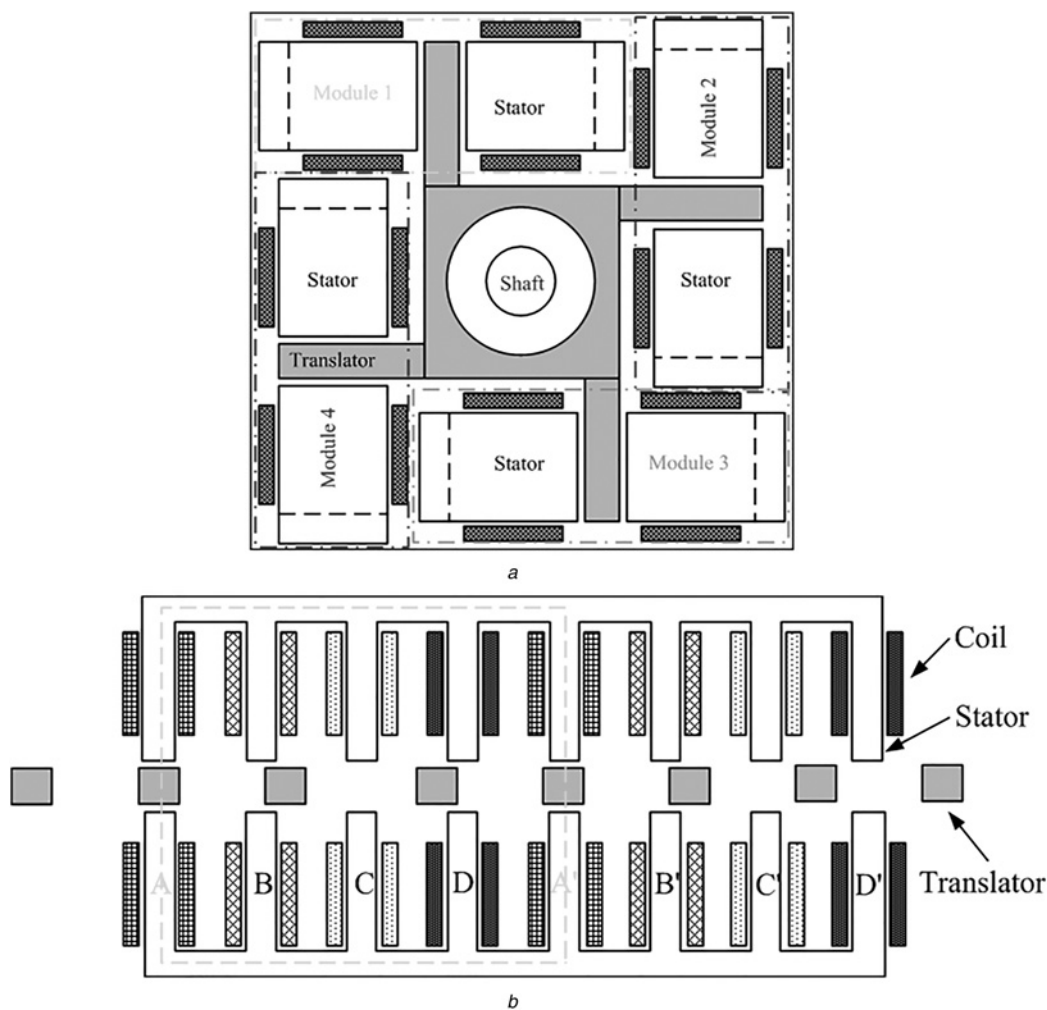 Module 1
Stator
Module 2
Stator
Shaft
Stator
Translator
Module 4
Stator
Module 3
a
Coil
Stator
A B C D A' B' C' D' Translator
b